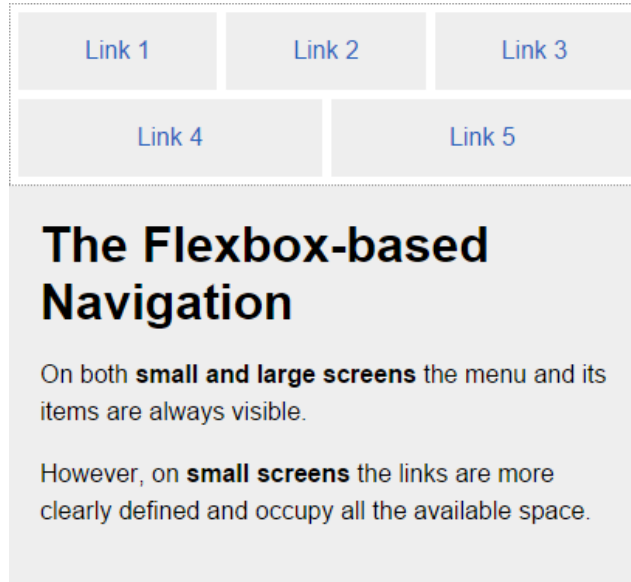 Link 1 Link 2 Link 3
Link 4 Link 5
The Flexbox-based
Navigation
On both small and large screens the menu and its
items are always visible.
However, on small screens the links are more
clearly defined and occupy all the available space.